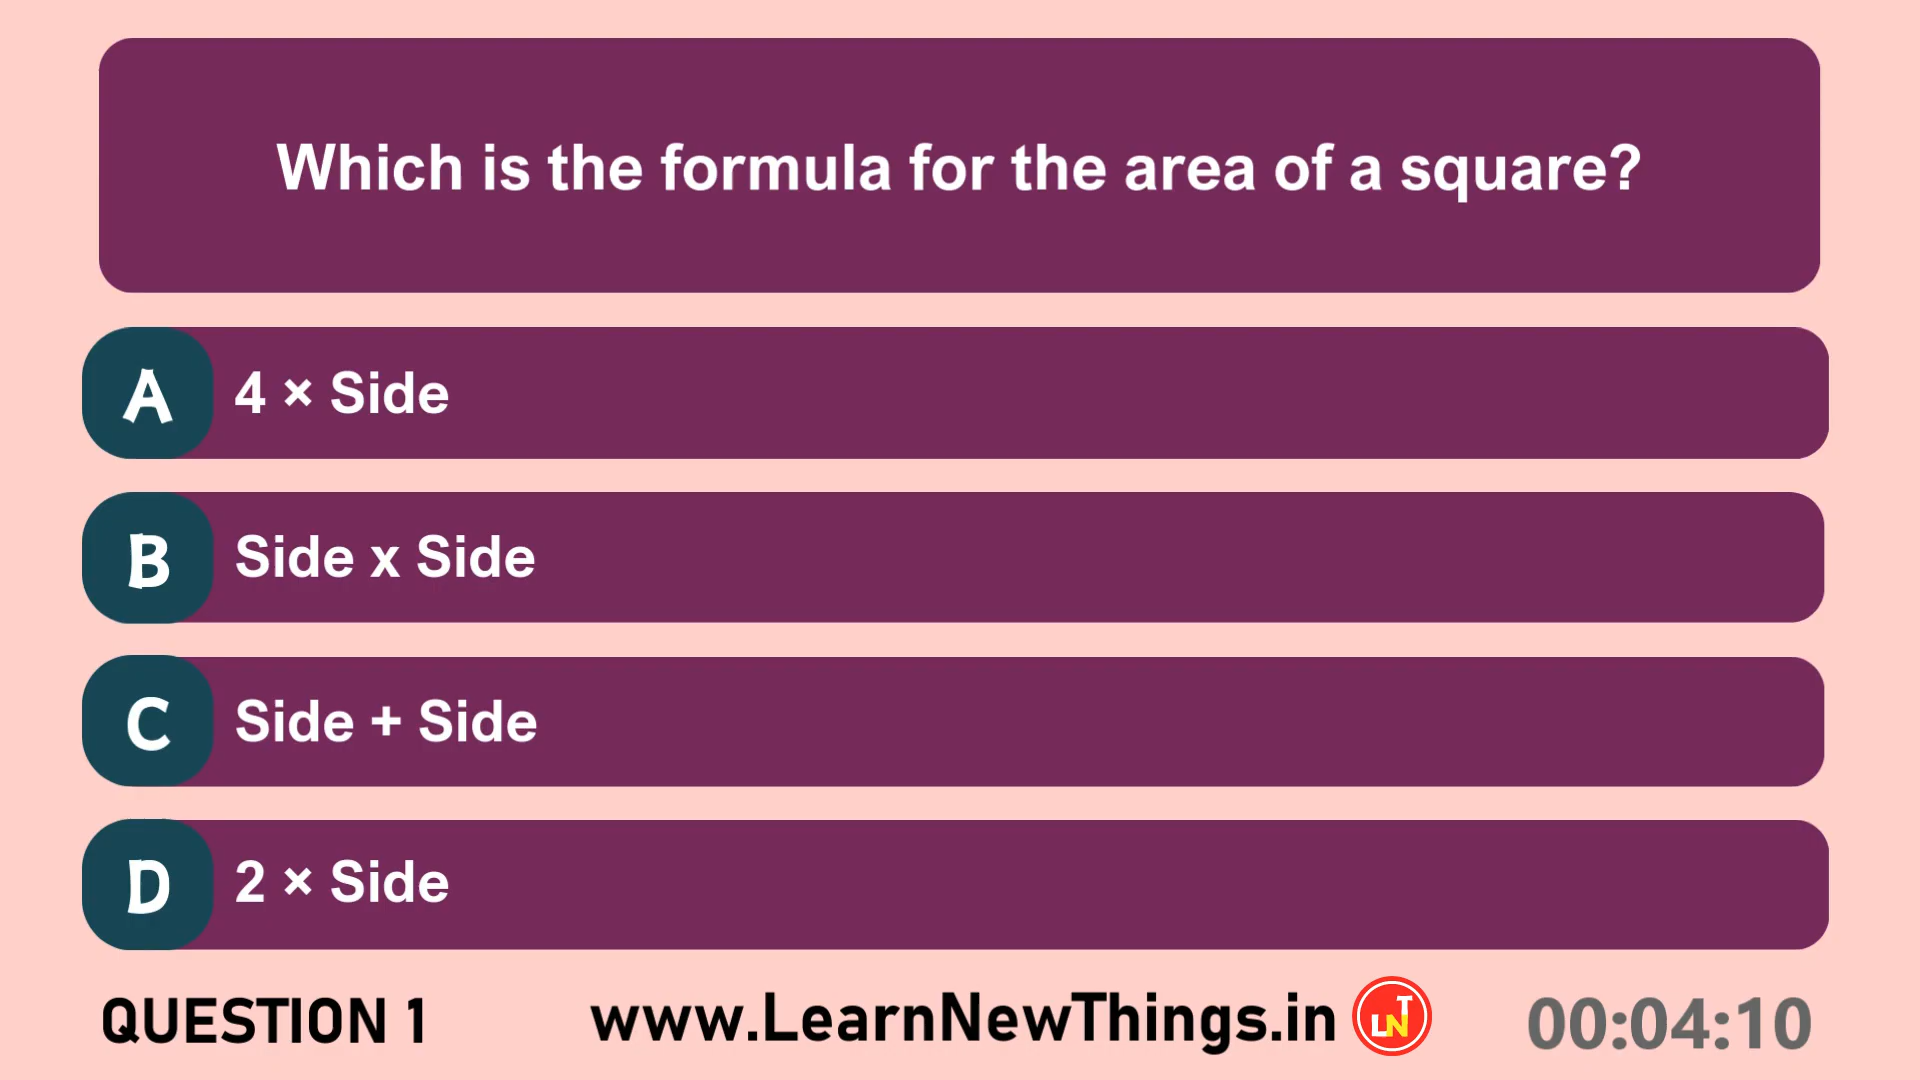 Which is the formula for the area of a square?
A 4 × Side
B Side x Side
C Side + Side
D 2 × Side
QUESTION 1 www.LearnNewThings.in LNT 00:04:10